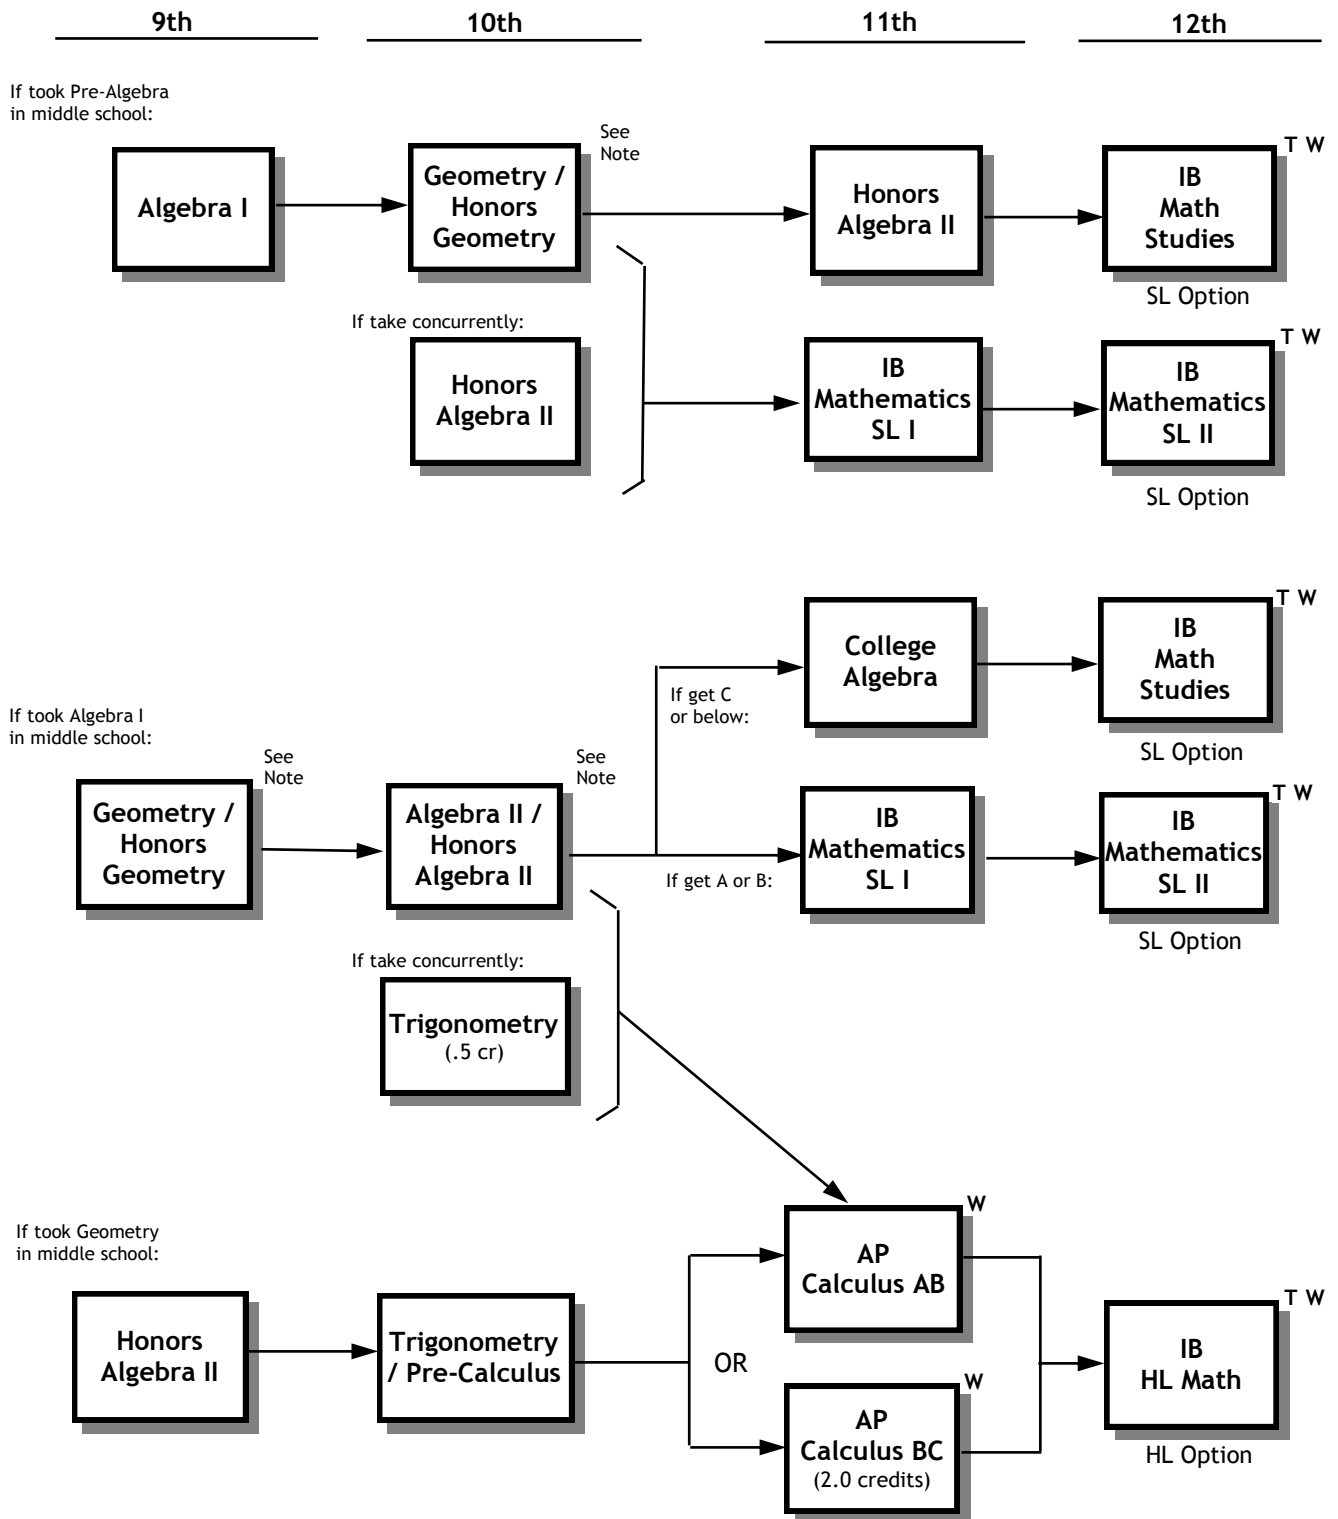 9th
10th
11th
12th
If took Pre-Algebra
in middle school:
Algebra I
Geometry /
Honors
Geometry
See
Note
Honors
Algebra II
IB
Math
Studies
T W
SL Option
If take concurrently:
Honors
Algebra II
IB
Mathematics
SL I
IB
Mathematics
SL II
T W
SL Option
If took Algebra I
in middle school:
Geometry /
Honors
Geometry
See
Note
Algebra II /
Honors
Algebra II
See
Note
If get C
or below:
College
Algebra
IB
Math
Studies
T W
SL Option
If get A or B:
IB
Mathematics
SL I
IB
Mathematics
SL II
T W
SL Option
If take concurrently:
Trigonometry
(.5 cr)
If took Geometry
in middle school:
Honors
Algebra II
Trigonometry
/ Pre-Calculus
AP
Calculus AB
W
OR
AP
Calculus BC
(2.0 credits)
W
IB
HL Math
T W
HL Option